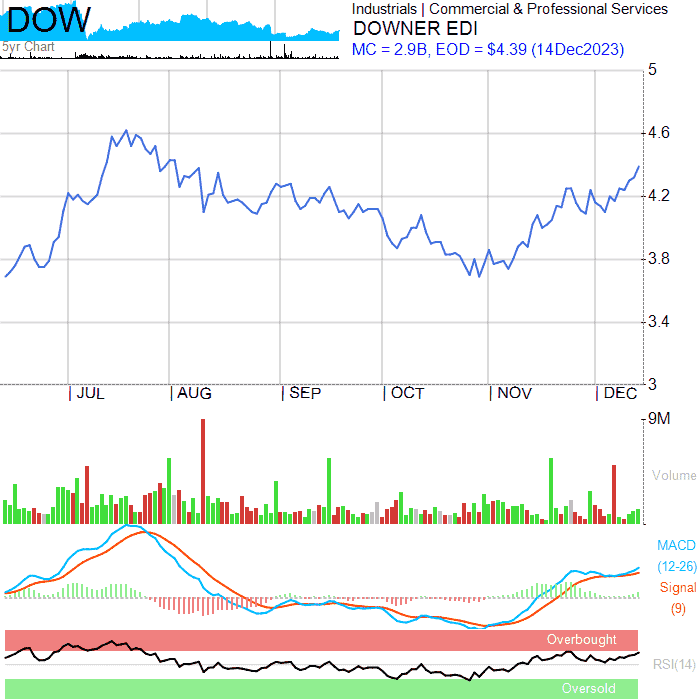 DOW
5yr Chart
Industrials | Commercial & Professional Services
DOWNER EDI
MC = 2.9B, EOD = $4.39 (14Dec2023)
5
4.6
4.2
3.8
3.4
3
JUL AUG SEP OCT NOV DEC
9M
Volume
MACD
(12-26)
Signal
(9)
Overbought
RSI(14)
Oversold